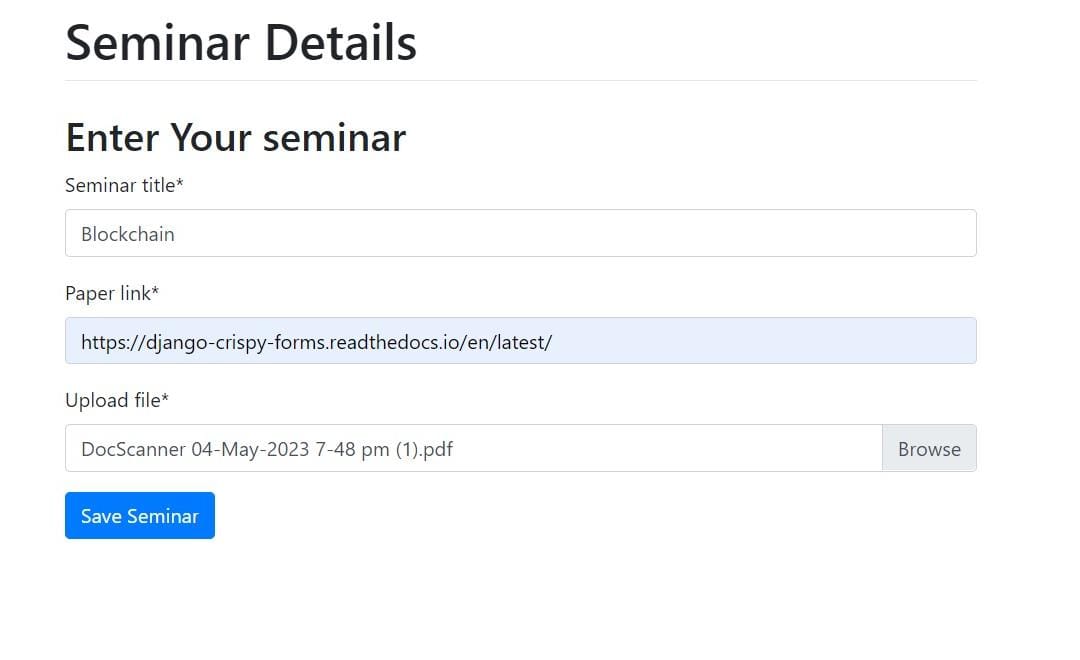 Seminar Details
Enter Your seminar
Seminar title*
Blockchain
Paper link*
https://django-crispy-forms.readthedocs.io/en/latest/
Upload file*
DocScanner 04-May-2023 7-48 pm (1).pdf Browse
Save Seminar